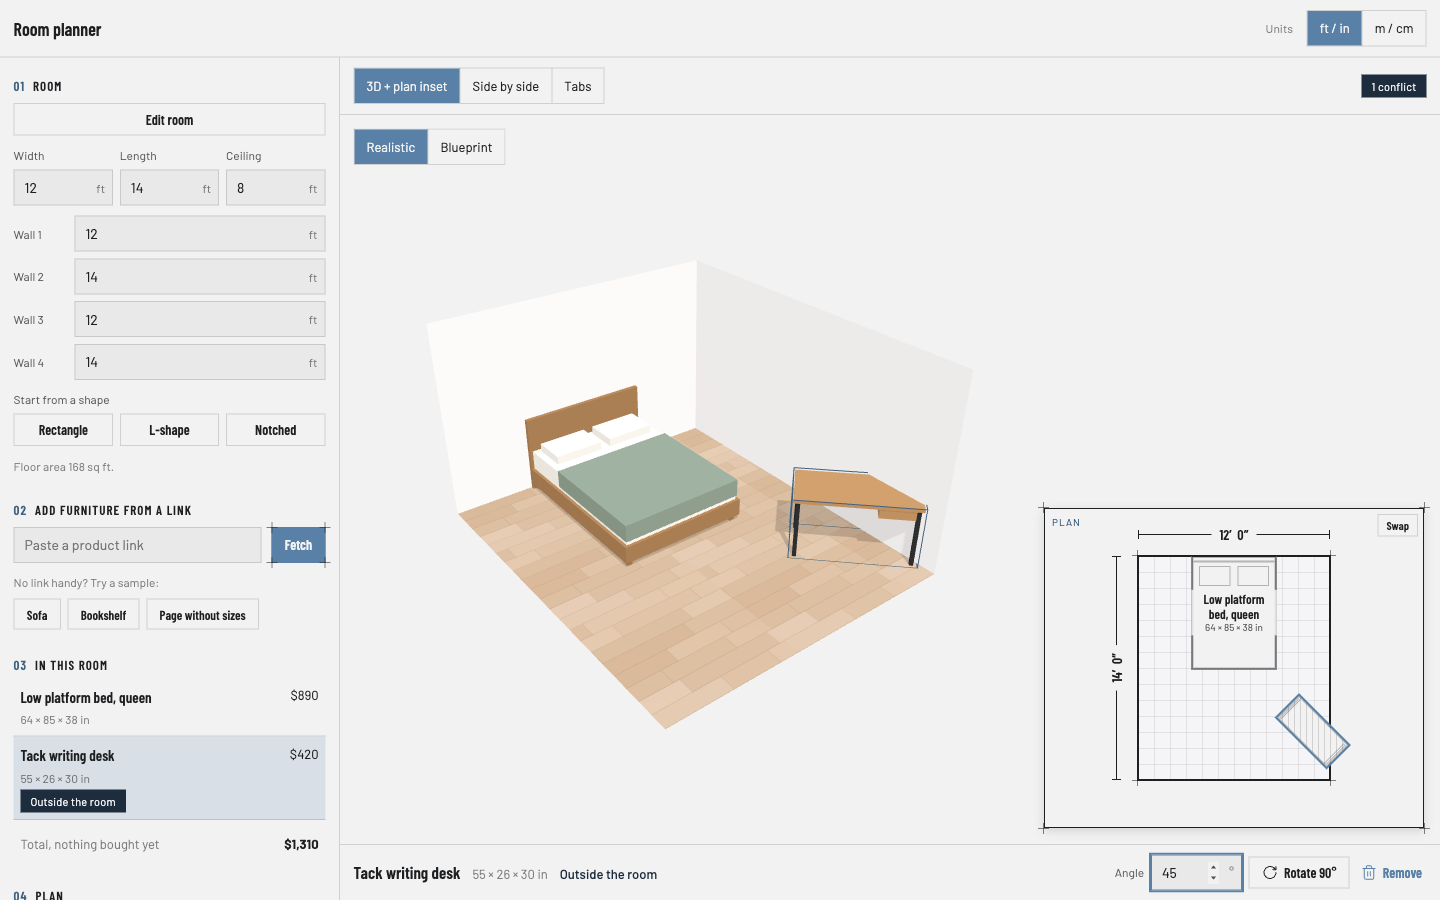 Room planner
Units
ft / in
m / cm
01 ROOM
Edit room
Width
Length
Ceiling
12 ft
14 ft
8 ft
Wall 1
12 ft
Wall 2
14 ft
Wall 3
12 ft
Wall 4
14 ft
Start from a shape
Rectangle
L-shape
Notched
Floor area 168 sq ft.
02 ADD FURNITURE FROM A LINK
Paste a product link
Fetch
No link handy? Try a sample:
Sofa
Bookshelf
Page without sizes
03 IN THIS ROOM
Low platform bed, queen
$890
64 × 85 × 38 in
Tack writing desk
$420
55 × 26 × 30 in
Outside the room
Total, nothing bought yet
$1,310
04 PLAN
3D + plan inset
Side by side
Tabs
1 conflict
Realistic
Blueprint
PLAN
Swap
12′ 0″
14′ 0″
Low platform
bed, queen
64 × 85 × 38 in
Tack writing desk
55 × 26 × 30 in
Outside the room
Angle
45 °
Rotate 90°
Remove